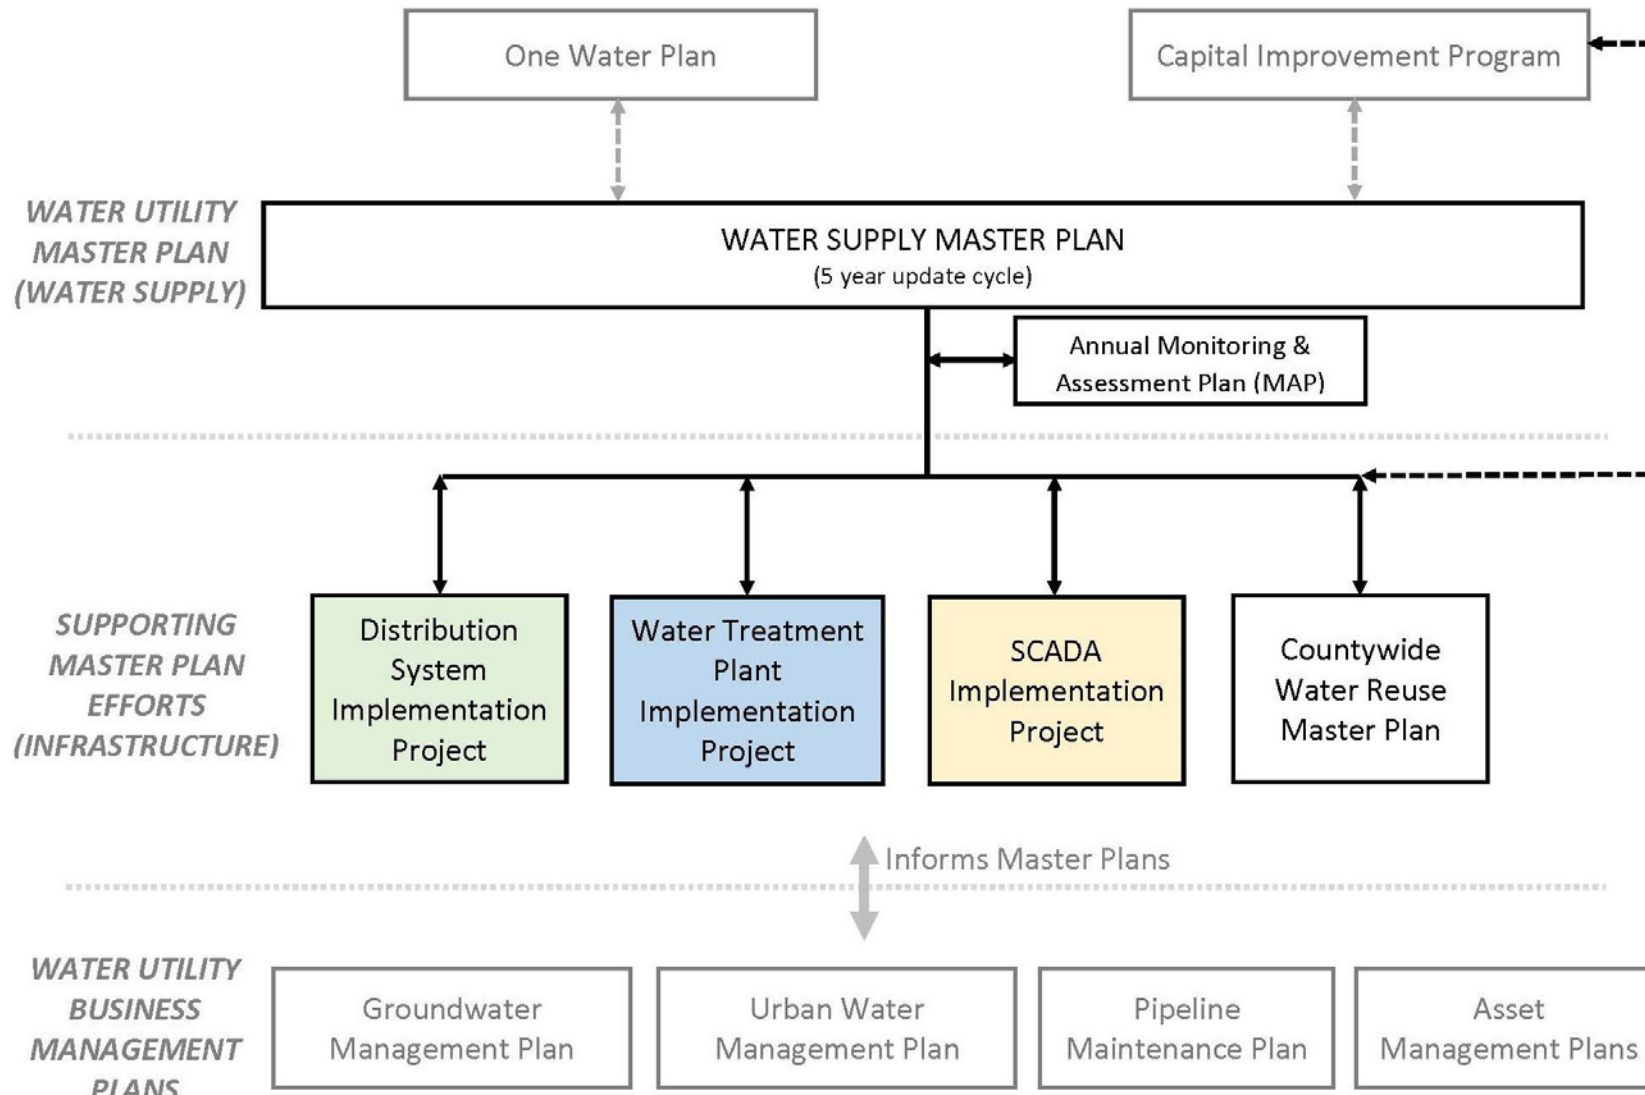 One Water Plan
Capital Improvement Program
WATER UTILITY
MASTER PLAN
(WATER SUPPLY)
WATER SUPPLY MASTER PLAN
(5 year update cycle)
Annual Monitoring &
Assessment Plan (MAP)
SUPPORTING
MASTER PLAN
EFFORTS
(INFRASTRUCTURE)
Distribution
System
Implementation
Project
Water Treatment
Plant
Implementation
Project
SCADA
Implementation
Project
Countywide
Water Reuse
Master Plan
Informs Master Plans
WATER UTILITY
BUSINESS
MANAGEMENT
PLANS
Groundwater
Management Plan
Urban Water
Management Plan
Pipeline
Maintenance Plan
Asset
Management Plans